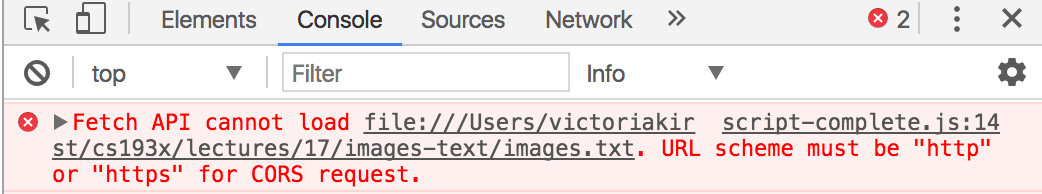 Elements Console Sources Network 2
top Filter Info
Fetch API cannot load file:///Users/victoriakir script-complete.js:14
st/cs193x/lectures/17/images-text/images.txt. URL scheme must be "http"
or "https" for CORS request.